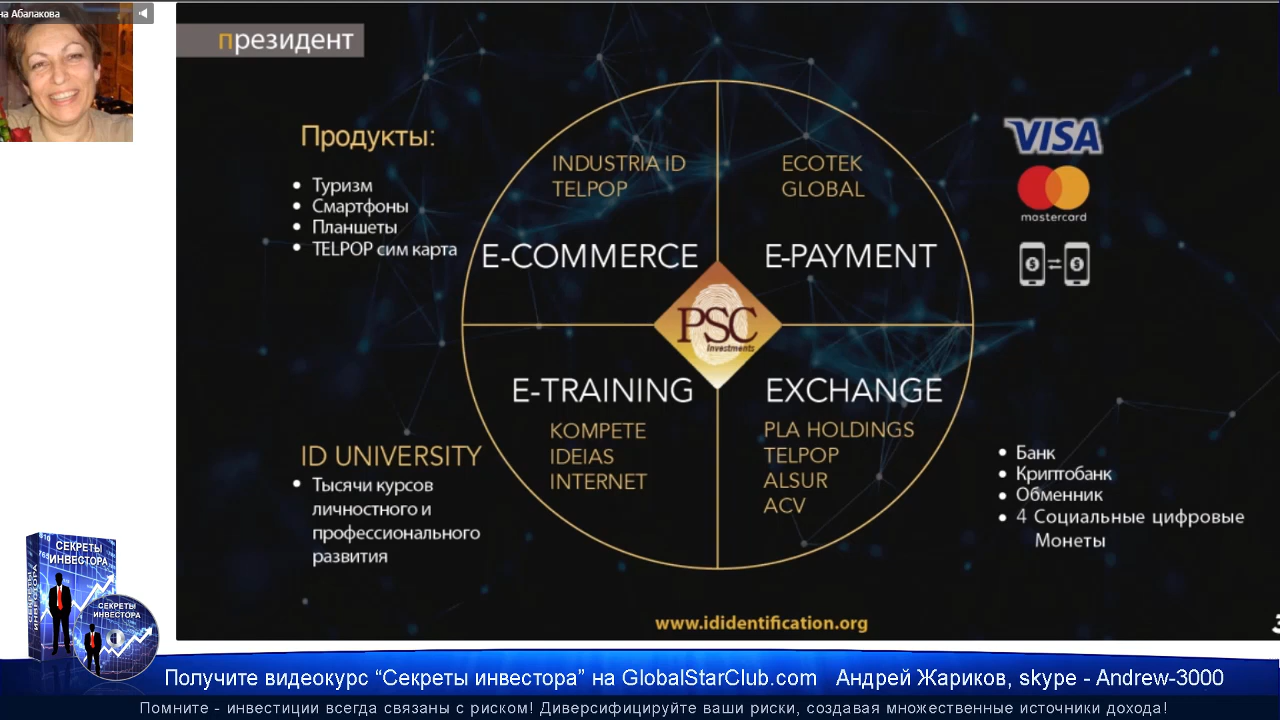 на Абалакова
президент
Продукты:
• Туризм
• Смартфоны
• Планшеты
• TELPOP сим карта
INDUSTRIA ID
TELPOP
E-COMMERCE
ECOTEK
GLOBAL
E-PAYMENT
VISA
mastercard
PSC
Investments
E-TRAINING
KOMPETE
IDEIAS
INTERNET
EXCHANGE
PLA HOLDINGS
TELPOP
ALSUR
ACV
ID UNIVERSITY
• Тысячи курсов
личностного и
профессионального
развития
• Банк
• Криптобанк
• Обменник
• 4 Социальные цифровые
Монеты
www.ididentification.org
СЕКРЕТЫ
ИНВЕСТОРА
СЕКРЕТЫ
ИНВЕСТОРА
Получите видеокурс “Секреты инвестора” на GlobalStarClub.com Андрей Жариков, skype - Andrew-3000
Помните - инвестиции всегда связаны с риском! Диверсифицируйте ваши риски, создавая множественные источники дохода!